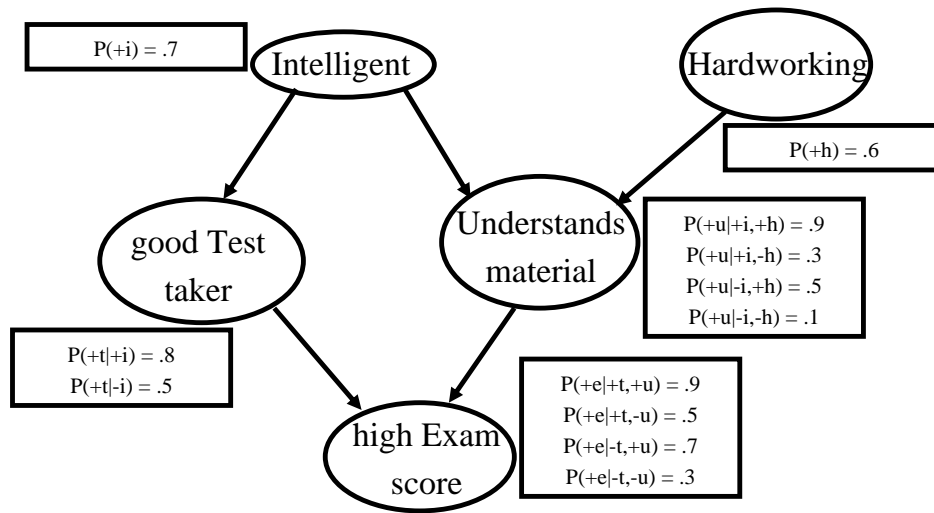 P(+i) = .7
Intelligent
Hardworking
P(+h) = .6
good Test
taker
Understands
material
P(+u|+i,+h) = .9
P(+u|+i,-h) = .3
P(+u|-i,+h) = .5
P(+u|-i,-h) = .1
P(+t|+i) = .8
P(+t|-i) = .5
high Exam
score
P(+e|+t,+u) = .9
P(+e|+t,-u) = .5
P(+e|-t,+u) = .7
P(+e|-t,-u) = .3